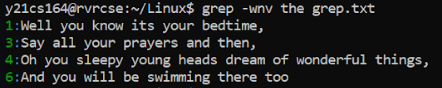 y21cs164@rvrcse:~/Linux$ grep -wnv the grep.txt
1:Well you know its your bedtime,
3:Say all your prayers and then,
4:Oh you sleepy young heads dream of wonderful things,
6:And you will be swimming there too